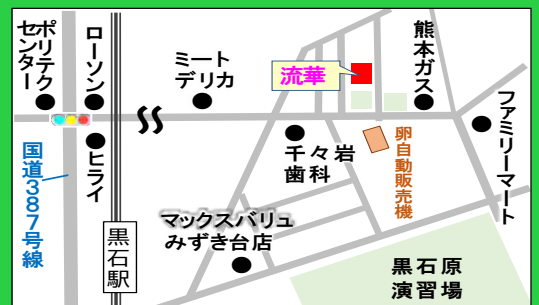 ポリテク
センター
ローソン
ミート
デリカ
流華
熊本ガス
ファミリーマート
ヒライ
国道387号線
千々岩
歯科
卵自動販売機
マックスバリュ
みずき台店
黒石駅
黒石原
演習場